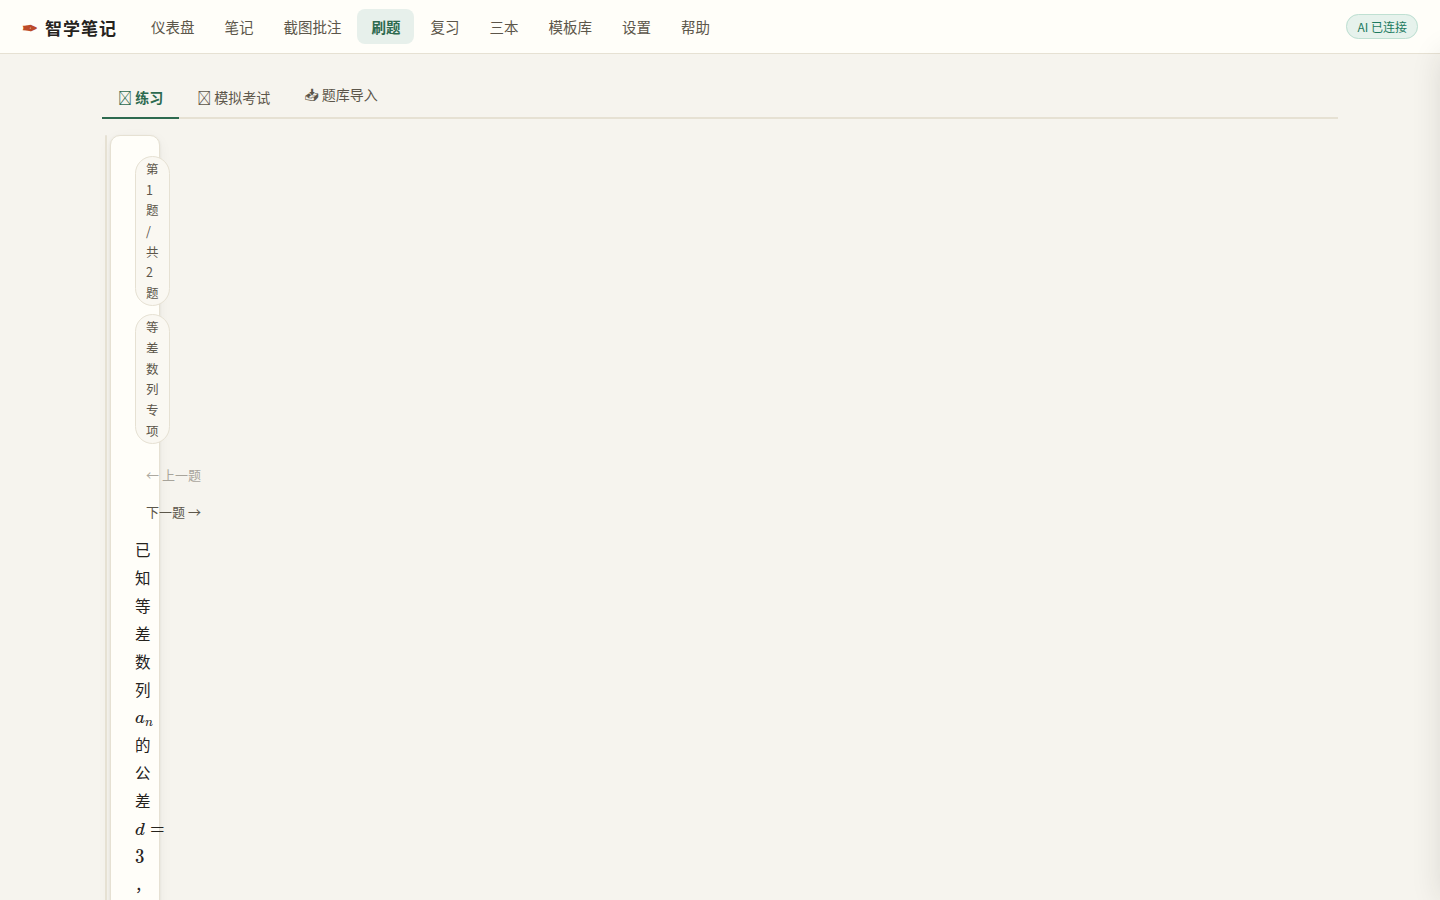 智学笔记 仪表盘 笔记 截图批注 刷题 复习 三本 模板库 设置 帮助 AI 已连接
练习 模拟考试 题库导入
第
1
题
/
共
2
题
等
差
数
列
专
项
← 上一题
下一题 →
已
知
等
差
数
列
aₙ
的
公
差
d =
3
，